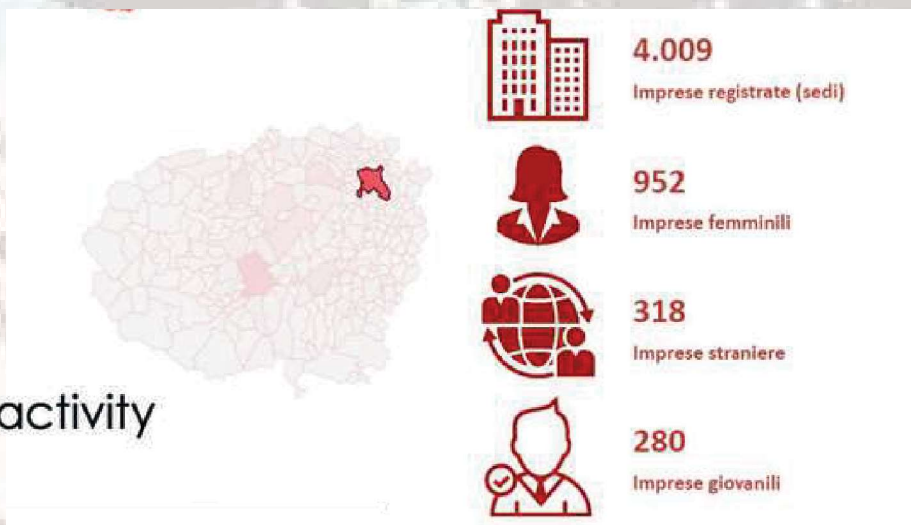 4.009
Imprese registrate (sedi)
952
Imprese femminili
318
Imprese straniere
activity
280
Imprese giovanili